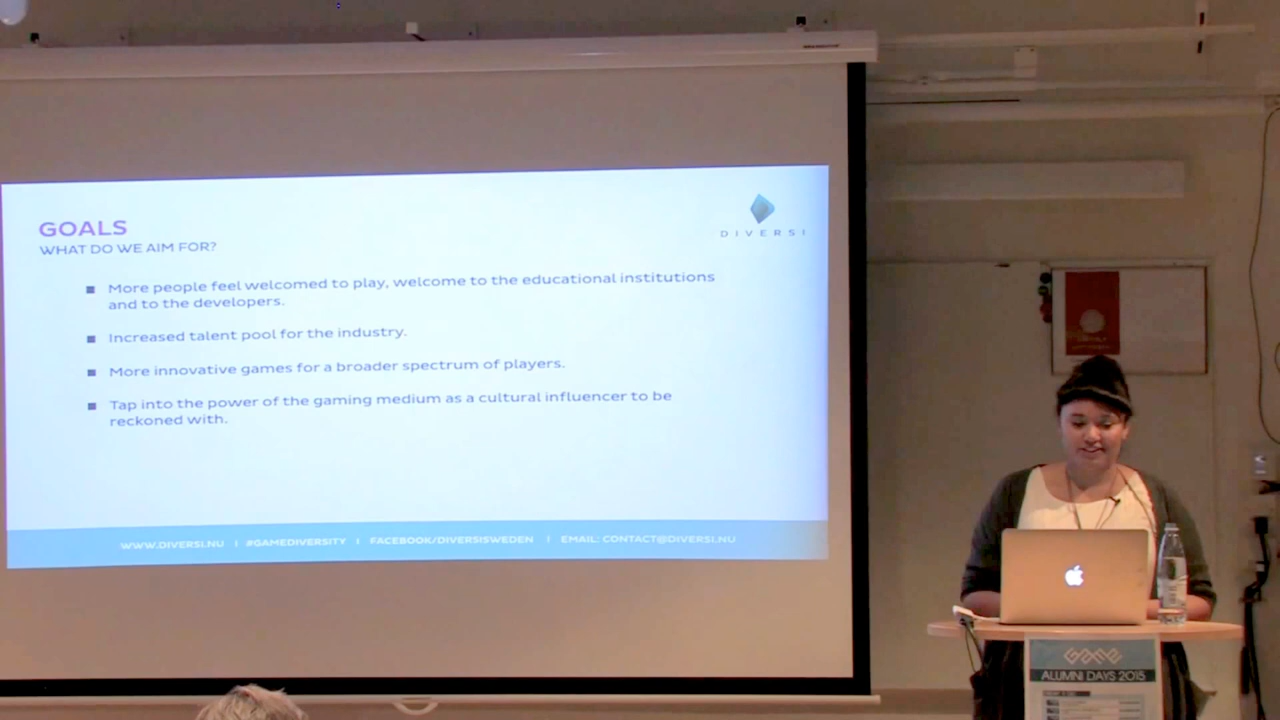 GOALS
WHAT DO WE AIM FOR?
DIVERSI
More people feel welcomed to play, welcome to the educational institutions
and to the developers.
Increased talent pool for the industry.
More innovative games for a broader spectrum of players.
Tap into the power of the gaming medium as a cultural influencer to be
reckoned with.
WWW.DIVERSI.NU | #GAMEDIVERSITY | FACEBOOK/DIVERSISWEDEN | EMAIL: CONTACT@DIVERSI.NU
GAME
ALUMNI DAYS 2015